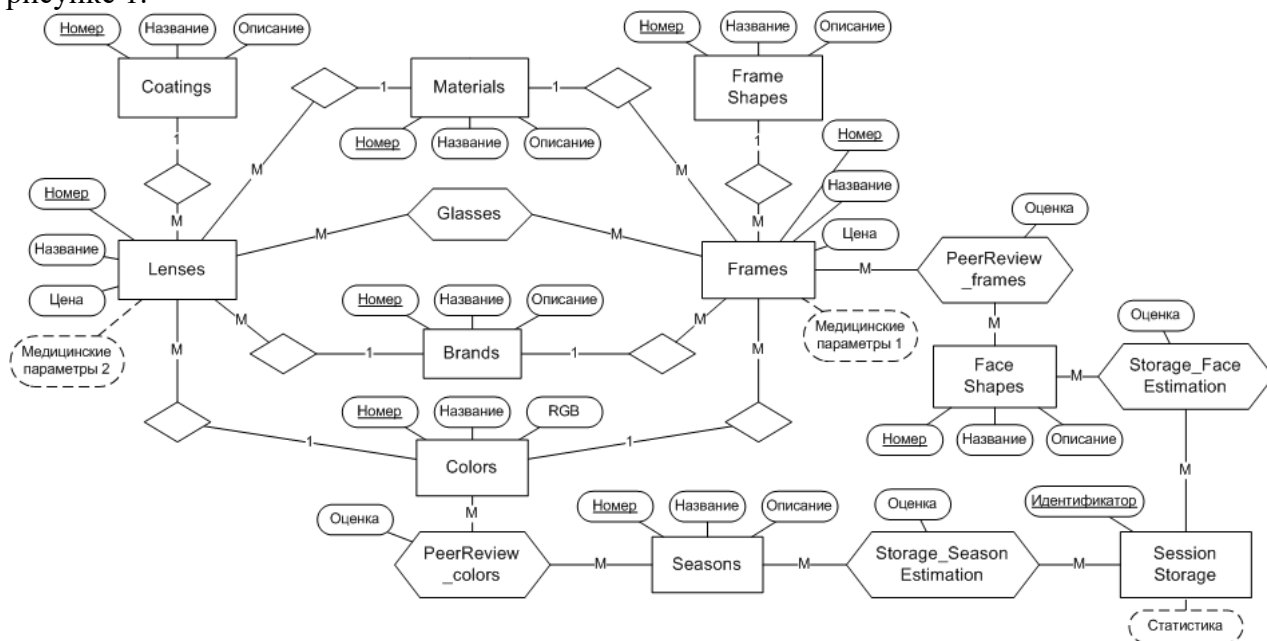 рисунке 1.
Номер
Название
Описание
Coatings
1
M
Materials
1
1
Номер
Название
Описание
M
M
Номер
Название
Описание
Frame
Shapes
1
M
Номер
Название
Цена
Lenses
Медицинские
параметры 2
M
Glasses
M
Номер
Название
Цена
Frames
Медицинские
параметры 1
M
Оценка
PeerReview
_frames
M
Face
Shapes
Номер
Название
Описание
M
Оценка
Storage_Face
Estimation
M
M
Номер
Название
Описание
M
1
Brands
1
M
M
Номер
Название
RGB
1
Colors
1
M
Оценка
PeerReview
_colors
M
Номер
Название
Описание
Seasons
M
Оценка
Storage_Season
Estimation
M
Идентификатор
Session
Storage
Статистика